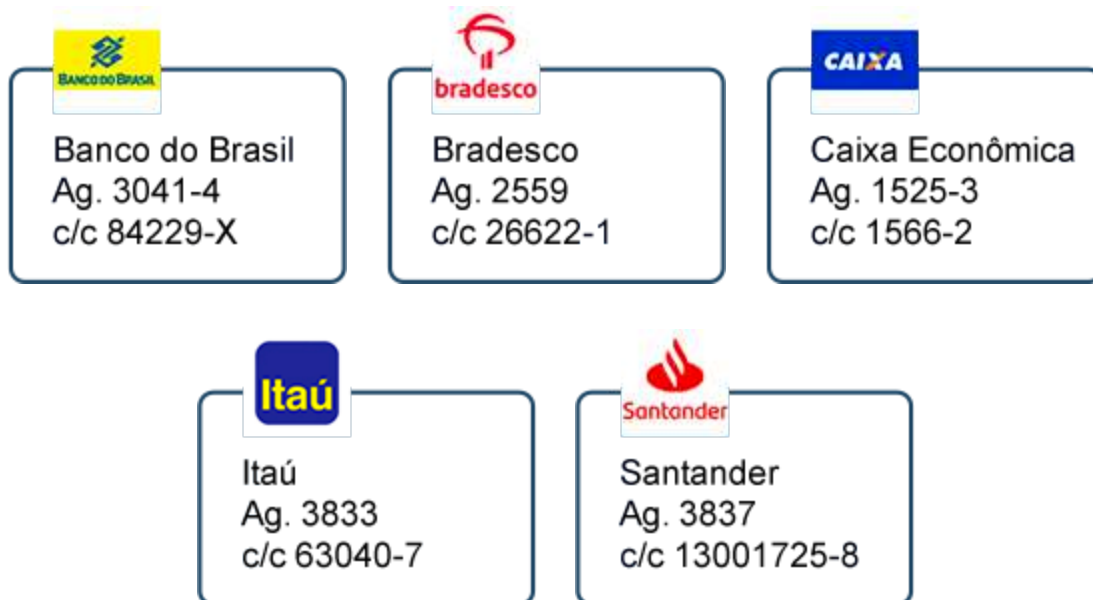 BANCO DO BRASIL
Banco do Brasil
Ag. 3041-4
c/c 84229-X
bradesco
Bradesco
Ag. 2559
c/c 26622-1
CAIXA
Caixa Econômica
Ag. 1525-3
c/c 1566-2
Itaú
Itaú
Ag. 3833
c/c 63040-7
Santander
Santander
Ag. 3837
c/c 13001725-8